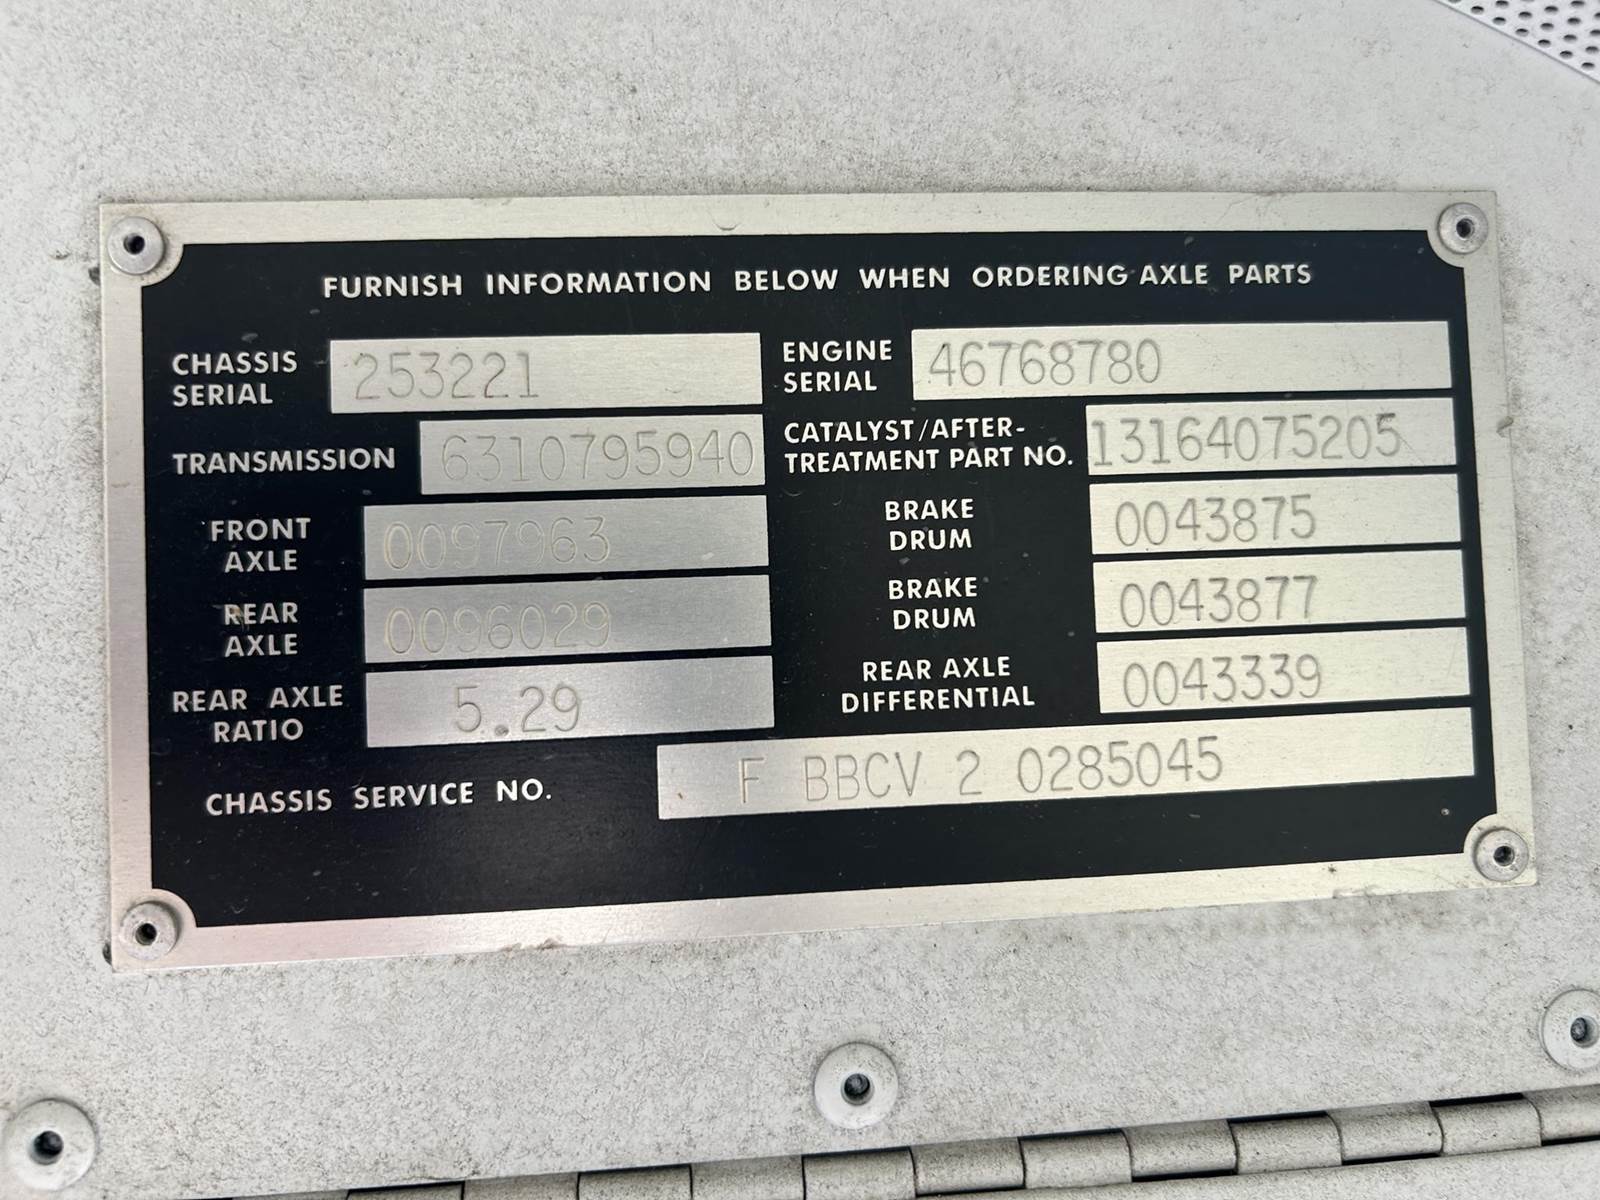 FURNISH INFORMATION BELOW WHEN ORDERING AXLE PARTS
CHASSIS
SERIAL
253221
ENGINE
SERIAL
46768780
TRANSMISSION
6310795940
CATALYST/AFTER-
TREATMENT PART NO.
13164075205
FRONT
AXLE
0097963
BRAKE
DRUM
0043875
REAR
AXLE
0096029
BRAKE
DRUM
0043877
REAR AXLE
RATIO
5.29
REAR AXLE
DIFFERENTIAL
0043339
CHASSIS SERVICE NO.
F BBCV 2 0285045